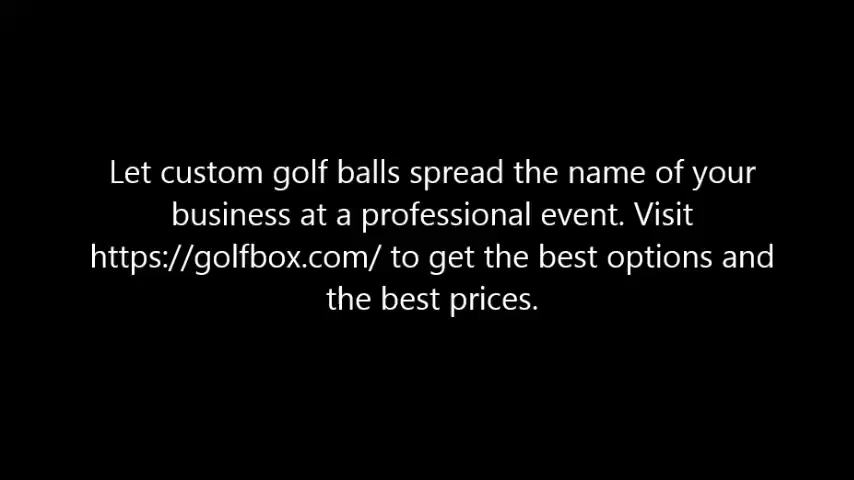 Let custom golf balls spread the name of your
business at a professional event. Visit
https://golfbox.com/ to get the best options and
the best prices.